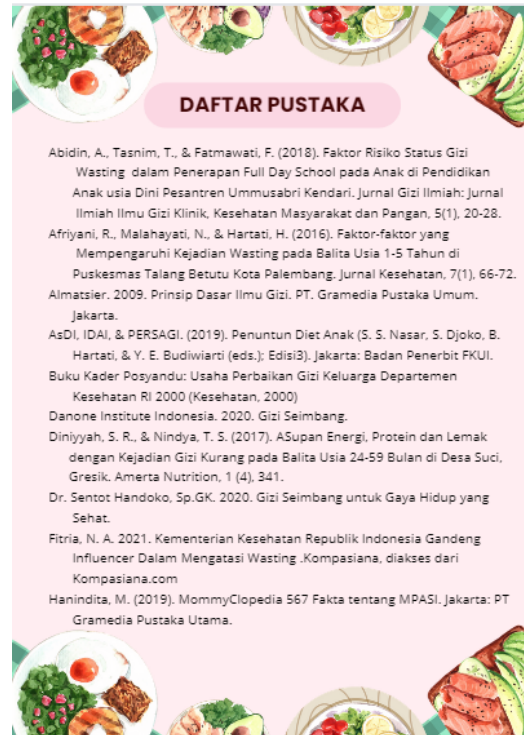 DAFTAR PUSTAKA
Abidin, A., Tasnim, T., & Fatmawati, F. (2018). Faktor Risiko Status Gizi
Wasting dalam Penerapan Full Day School pada Anak di Pendidikan
Anak usia Dini Pesantren Ummusabri Kendari. Jurnal Gizi Ilmiah: Jurnal
Ilmiah Ilmu Gizi Klinik, Kesehatan Masyarakat dan Pangan, 5(1), 20-28.
Afriyani, R., Malahayati, N., & Hartati, H. (2016). Faktor-faktor yang
Mempengaruhi Kejadian Wasting pada Balita Usia 1-5 Tahun di
Puskesmas Talang Betutu Kota Palembang. Jurnal Kesehatan, 7(1), 66-72.
Almatsier. 2009. Prinsip Dasar Ilmu Gizi. PT. Gramedia Pustaka Umum.
Jakarta.
AsDI, IDAI, & PERSAGI. (2019). Penuntun Diet Anak (S. S. Nasar, S. Djoko, B.
Hartati, & Y. E. Budiwiarti (eds.); Edisi3). Jakarta: Badan Penerbit FKUI.
Buku Kader Posyandu: Usaha Perbaikan Gizi Keluarga Departemen
Kesehatan RI 2000 (Kesehatan, 2000)
Danone Institute Indonesia. 2020. Gizi Seimbang.
Diniyyah, S. R., & Nindya, T. S. (2017). ASupan Energi, Protein dan Lemak
dengan Kejadian Gizi Kurang pada Balita Usia 24-59 Bulan di Desa Suci,
Gresik. Amerta Nutrition, 1 (4), 341.
Dr. Sentot Handoko, Sp.GK. 2020. Gizi Seimbang untuk Gaya Hidup yang
Sehat.
Fitria, N. A. 2021. Kementerian Kesehatan Republik Indonesia Gandeng
Influencer Dalam Mengatasi Wasting .Kompasiana, diakses dari
Kompasiana.com
Hanindita, M. (2019). MommyClopedia 567 Fakta tentang MPASI. Jakarta: PT
Gramedia Pustaka Utama.